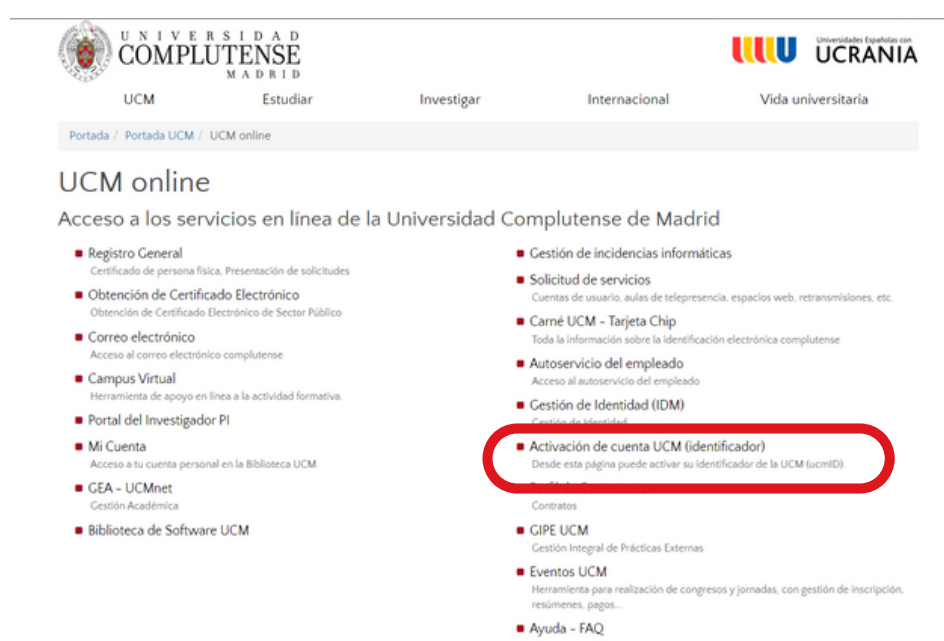 UNIVERSIDAD
COMPLUTENSE
MADRID
Universidades Españolas con
UCRANIA
UCM Estudiar Investigar Internacional Vida universitaria
Portada / Portada UCM / UCM online
UCM online
Acceso a los servicios en línea de la Universidad Complutense de Madrid
Registro General
Certificado de persona física, Presentación de solicitudes
Obtención de Certificado Electrónico
Obtención de Certificado Electrónico de Sector Público
Correo electrónico
Acceso al correo electrónico complutense
Campus Virtual
Herramienta de apoyo en línea a la actividad formativa.
Portal del Investigador PI
Mi Cuenta
Acceso a tu cuenta personal en la Biblioteca UCM
GEA - UCMnet
Gestión Académica
Biblioteca de Software UCM
Gestión de incidencias informáticas
Solicitud de servicios
Cuentas de usuario, aulas de telepresencia, espacios web, retransmisiones, etc.
Carné UCM - Tarjeta Chip
Toda la información sobre la identificación electrónica complutense
Autoservicio del empleado
Acceso al autoservicio del empleado
Gestión de Identidad (IDM)
Gestión de Identidad
Activación de cuenta UCM (identificador)
Desde esta página puede activar su identificador de la UCM (ucmID).
Contratos
GIPE UCM
Gestión Integral de Prácticas Externas
Eventos UCM
Herramienta para realización de congresos y jornadas, con gestión de inscripción,
resúmenes, pagos...
Ayuda - FAQ